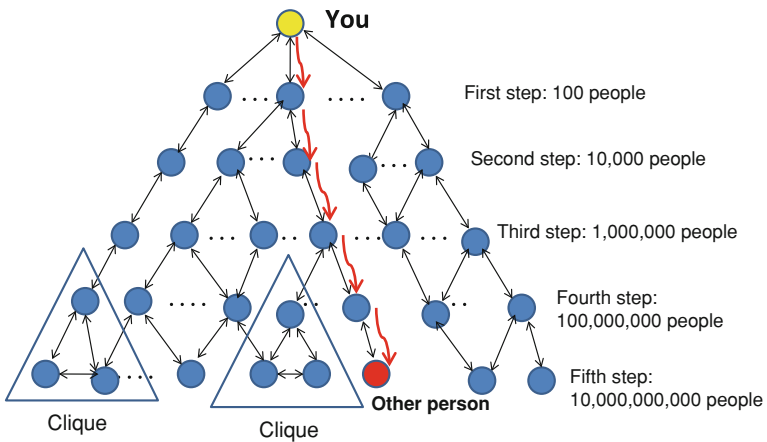 You
First step: 100 people
Second step: 10,000 people
Third step: 1,000,000 people
Fourth step:
100,000,000 people
Fifth step:
10,000,000,000 people
Other person
Clique
Clique